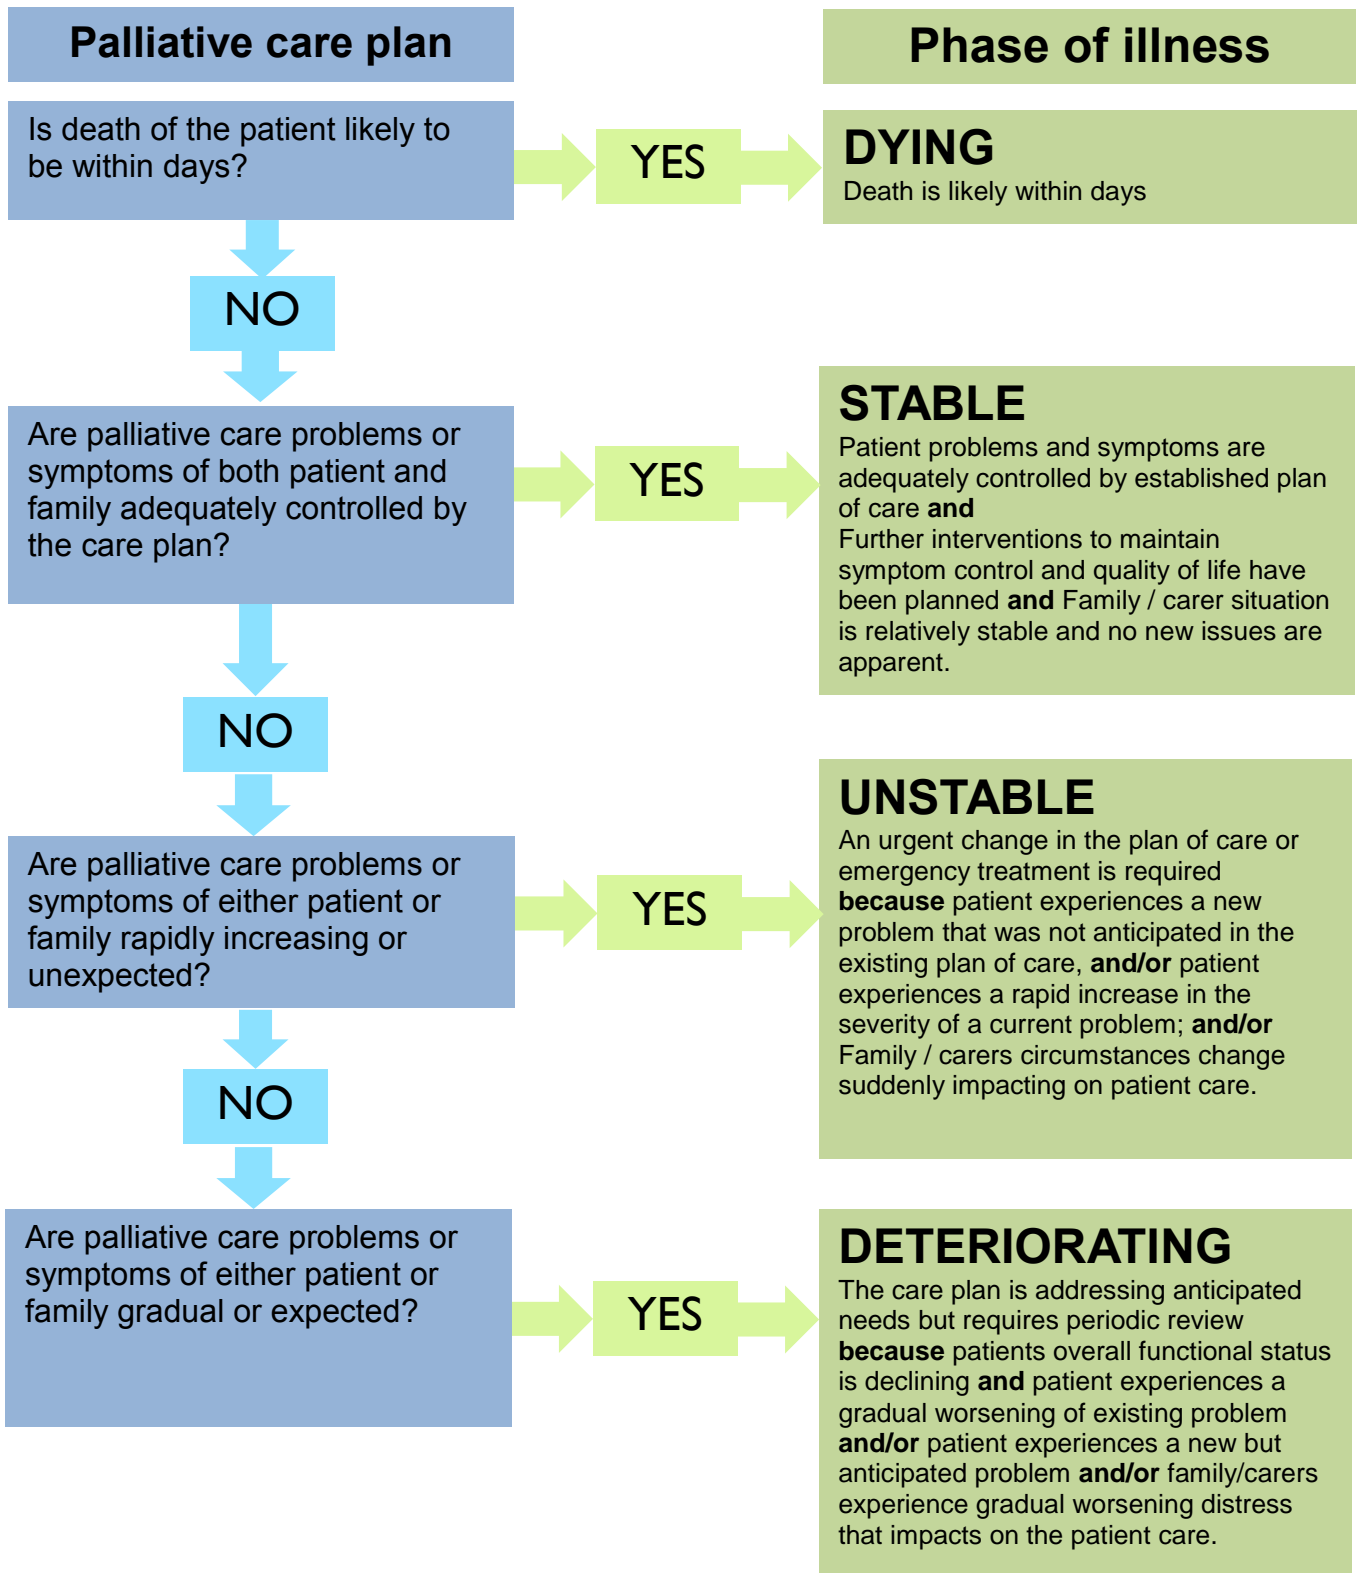 Palliative care plan
Phase of illness
Is death of the patient likely to
be within days?
YES
DYING
Death is likely within days
NO
Are palliative care problems or
symptoms of both patient and
family adequately controlled by
the care plan?
YES
STABLE
Patient problems and symptoms are
adequately controlled by established plan
of care and
Further interventions to maintain
symptom control and quality of life have
been planned and Family / carer situation
is relatively stable and no new issues are
apparent.
NO
Are palliative care problems or
symptoms of either patient or
family rapidly increasing or
unexpected?
YES
UNSTABLE
An urgent change in the plan of care or
emergency treatment is required
because patient experiences a new
problem that was not anticipated in the
existing plan of care, and/or patient
experiences a rapid increase in the
severity of a current problem; and/or
Family / carers circumstances change
suddenly impacting on patient care.
NO
Are palliative care problems or
symptoms of either patient or
family gradual or expected?
YES
DETERIORATING
The care plan is addressing anticipated
needs but requires periodic review
because patients overall functional status
is declining and patient experiences a
gradual worsening of existing problem
and/or patient experiences a new but
anticipated problem and/or family/carers
experience gradual worsening distress
that impacts on the patient care.